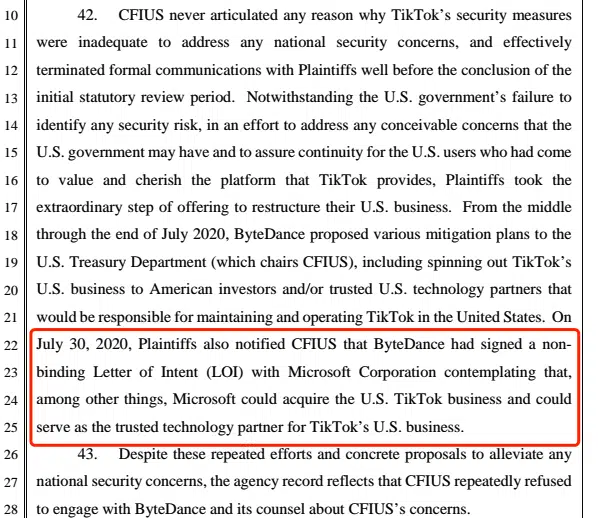 10 42. CFIUS never articulated any reason why TikTok’s security measures
11 were inadequate to address any national security concerns, and effectively
12 terminated formal communications with Plaintiffs well before the conclusion of the
13 initial statutory review period. Notwithstanding the U.S. government’s failure to
14 identify any security risk, in an effort to address any conceivable concerns that the
15 U.S. government may have and to assure continuity for the U.S. users who had come
16 to value and cherish the platform that TikTok provides, Plaintiffs took the
17 extraordinary step of offering to restructure their U.S. business. From the middle
18 through the end of July 2020, ByteDance proposed various mitigation plans to the
19 U.S. Treasury Department (which chairs CFIUS), including spinning out TikTok’s
20 U.S. business to American investors and/or trusted U.S. technology partners that
21 would be responsible for maintaining and operating TikTok in the United States. On
22 July 30, 2020, Plaintiffs also notified CFIUS that ByteDance had signed a non-
23 binding Letter of Intent (LOI) with Microsoft Corporation contemplating that,
24 among other things, Microsoft could acquire the U.S. TikTok business and could
25 serve as the trusted technology partner for TikTok’s U.S. business.
26 43. Despite these repeated efforts and concrete proposals to alleviate any
27 national security concerns, the agency record reflects that CFIUS repeatedly refused
28 to engage with ByteDance and its counsel about CFIUS’s concerns.